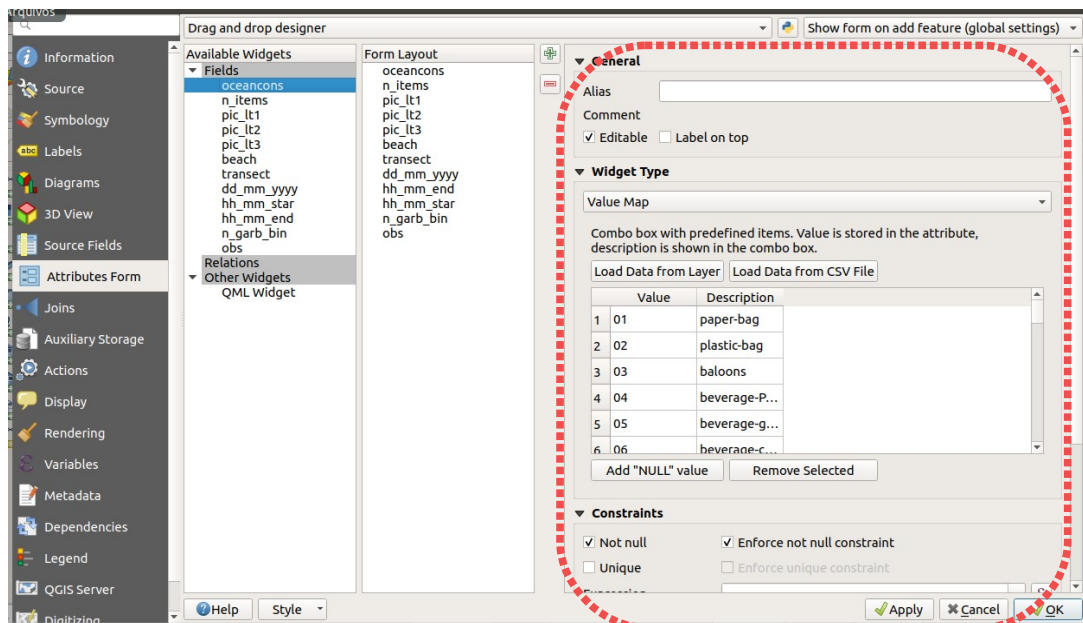 Arquivos
Drag and drop designer
Show form on add feature (global settings)
Information
Source
Symbology
abc Labels
Diagrams
3D View
Source Fields
Attributes Form
Joins
Auxiliary Storage
Actions
Display
Rendering
Variables
Metadata
Dependencies
Legend
QGIS Server
Digitizing
Available Widgets
Fields
oceancons
n_items
pic_lt1
pic_lt2
pic_lt3
beach
transect
dd_mm_yyyy
hh_mm_star
hh_mm_end
n_garb_bin
obs
Relations
Other Widgets
QML Widget
Form Layout
oceancons
n_items
pic_lt1
pic_lt2
pic_lt3
beach
transect
dd_mm_yyyy
hh_mm_end
hh_mm_star
n_garb_bin
obs
General
Alias
Comment
Editable Label on top
Widget Type
Value Map
Combo box with predefined items. Value is stored in the attribute,
description is shown in the combo box.
Load Data from Layer Load Data from CSV File
Value Description
1 01 paper-bag
2 02 plastic-bag
3 03 baloons
4 04 beverage-P...
5 05 beverage-g...
6 06 beverage-c...
Add "NULL" value Remove Selected
Constraints
Not null Enforce not null constraint
Unique Enforce unique constraint
Expression
Help Style Apply Cancel OK